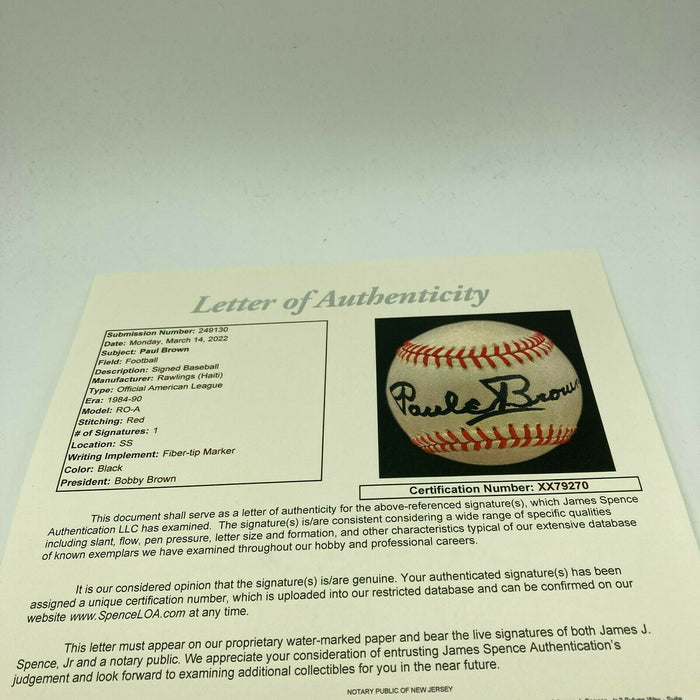 Letter of Authenticity
Submission Number: 249130
Date: Monday, March 14, 2022
Subject: Paul Brown
Field: Football
Description: Signed Baseball
Manufacturer: Rawlings (Haiti)
Type: Official American League
Era: 1984-90
Model: RO-A
Stitching: Red
# of Signatures: 1
Location: SS
Writing Implement: Fiber-tip Marker
Color: Black
President: Bobby Brown
Paul E Brown
Certification Number: XX79270
This document shall serve as a letter of authenticity for the above-referenced signature(s), which James Spence
Authentication LLC has examined. The signature(s) is/are consistent considering a wide range of specific qualities
including slant, flow, pen pressure, letter size and formation, and other characteristics typical of our extensive database
of known exemplars we have examined throughout our hobby and professional careers.
It is our considered opinion that the signature(s) is/are genuine. Your authenticated signature(s) has been
assigned a unique certification number, which is uploaded into our restricted database and can be confirmed on our
website www.SpenceLOA.com at any time.
This letter must appear on our proprietary water-marked paper and bear the live signatures of both James J.
Spence, Jr and a notary public. We appreciate your consideration of entrusting James Spence Authentication's
judgement and look forward to examining additional collectibles for you in the near future.
NOTARY PUBLIC OF NEW JERSEY